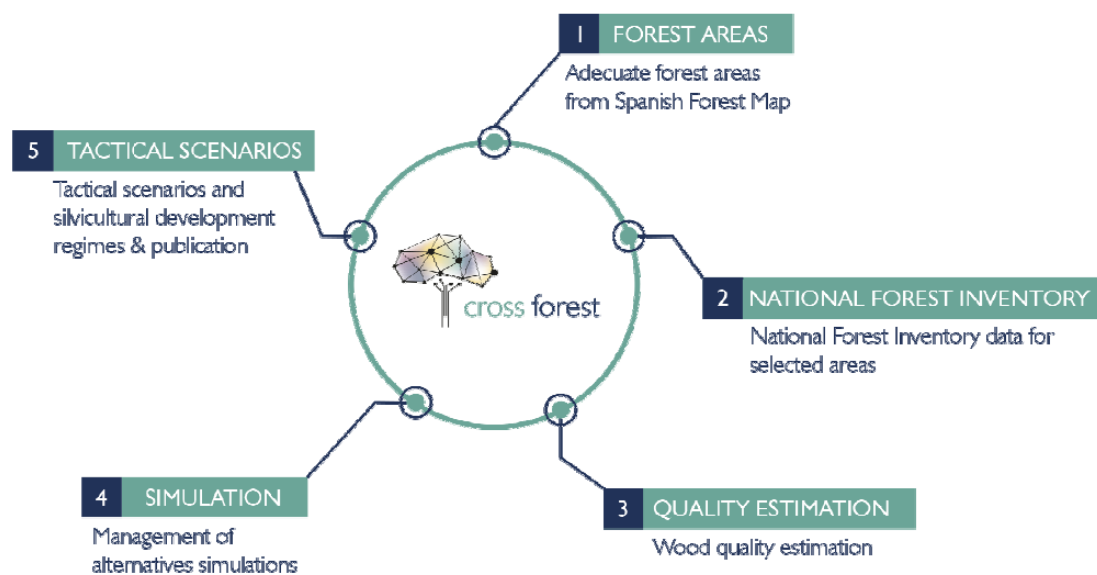 1 FOREST AREAS
Adequate forest areas
from Spanish Forest Map
2 NATIONAL FOREST INVENTORY
National Forest Inventory data for
selected areas
3 QUALITY ESTIMATION
Wood quality estimation
4 SIMULATION
Management of
alternatives simulations
5 TACTICAL SCENARIOS
Tactical scenarios and
silvicultural development
regimes & publication
cross forest